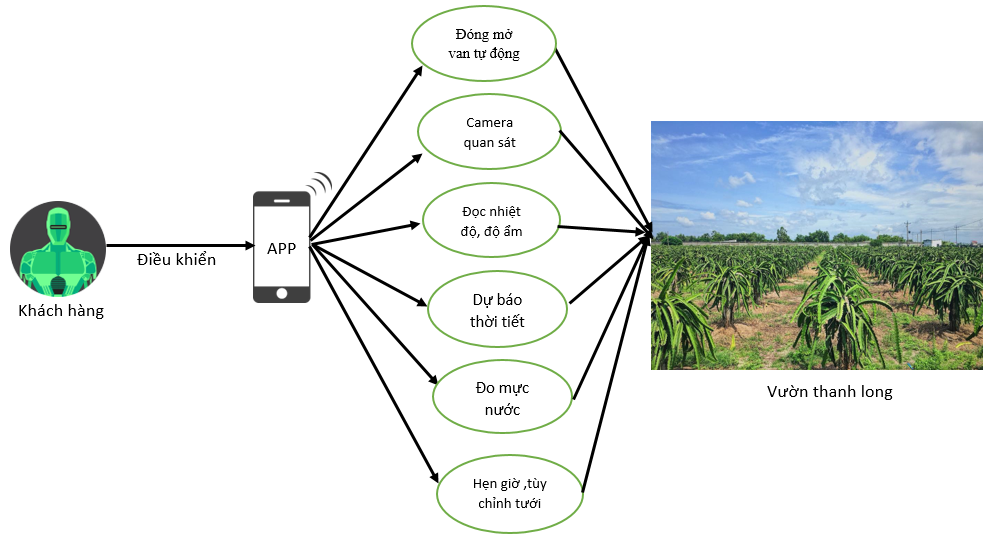 Đóng mở
van tự động
Camera
quan sát
Đọc nhiệt
độ, độ ẩm
APP
Điều khiển
Khách hàng
Dự báo
thời tiết
Đo mực
nước
Hẹn giờ ,tùy
chỉnh tưới
Vườn thanh long